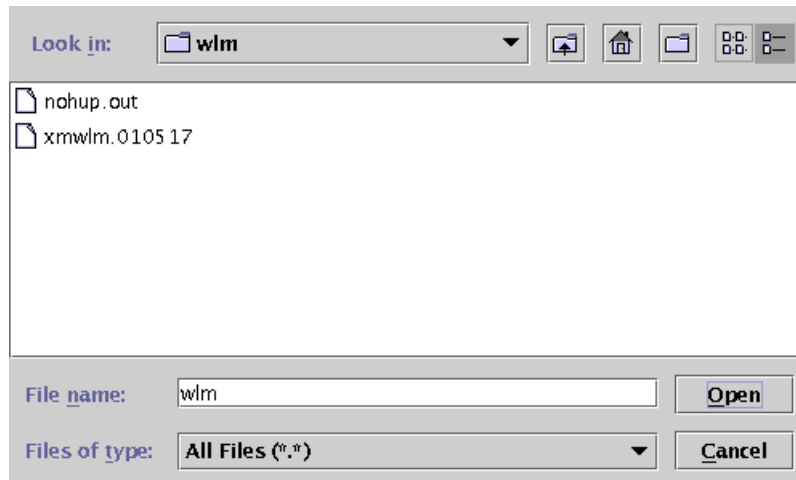 Look in: wlm
nohup.out
xmwlm.010517
File name: wlm Open
Files of type: All Files (*.*) Cancel